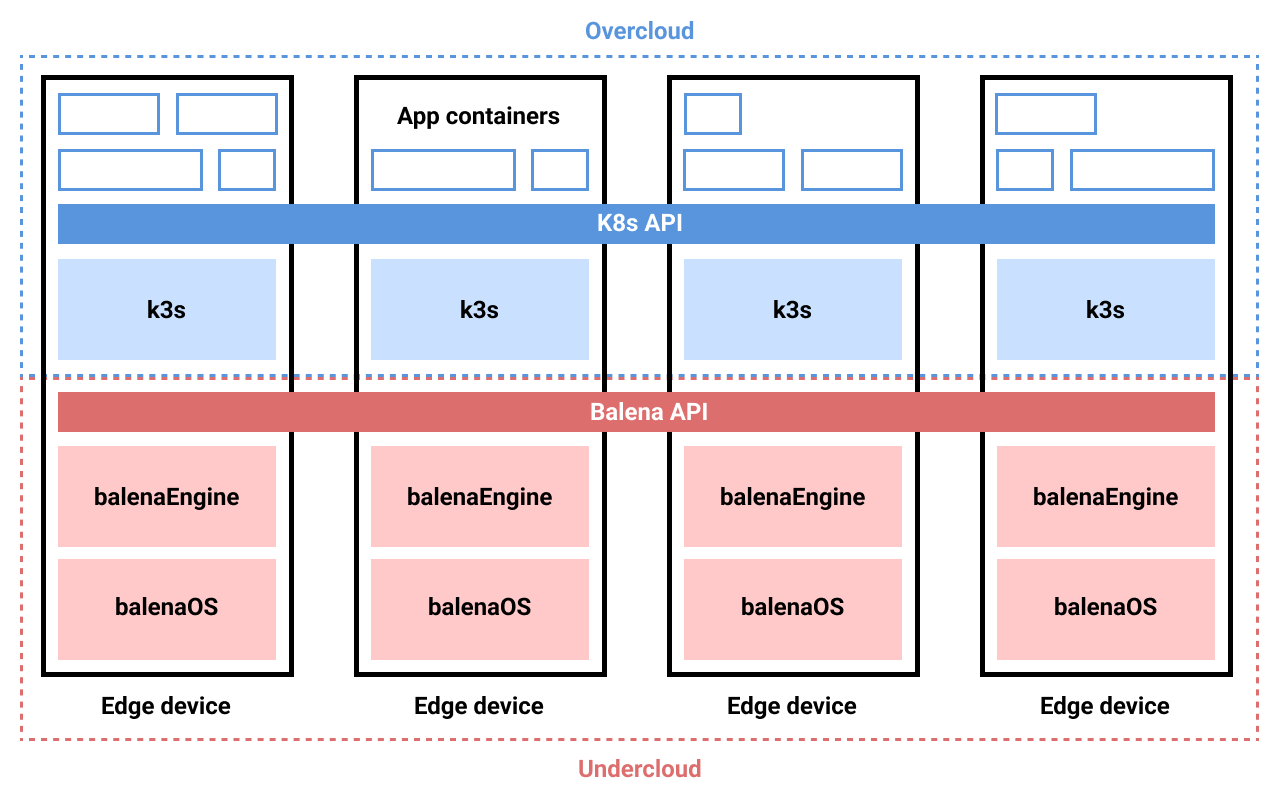 Overcloud
App containers
K8s API
k3s
k3s
k3s
k3s
Balena API
balenaEngine
balenaEngine
balenaEngine
balenaEngine
balenaOS
balenaOS
balenaOS
balenaOS
Edge device
Edge device
Edge device
Edge device
Undercloud